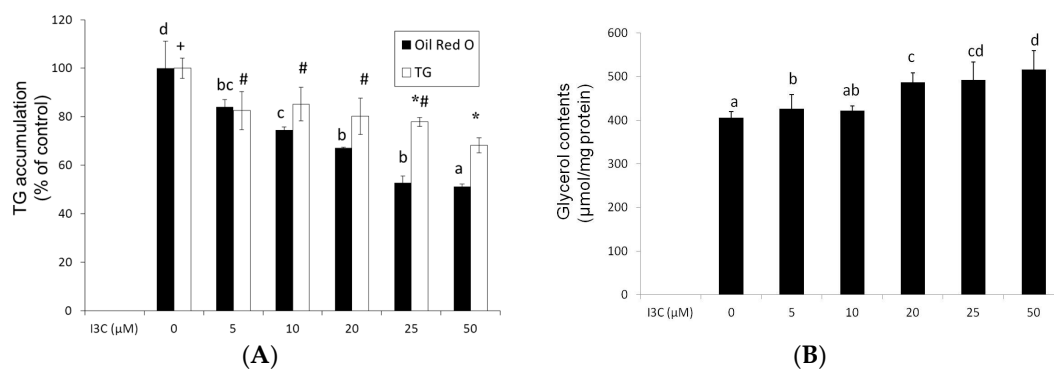 120
100
80
60
40
20
0
TG accumulation
(% of control)
d
+
bc
#
c
#
b
#
b
*#
a
*
Oil Red O
TG
I3C (µM) 0 5 10 20 25 50
(A)
600
500
400
300
200
100
0
Glycerol contents
(µmol/mg protein)
a
b
ab
c
cd
d
I3C (µM) 0 5 10 20 25 50
(B)